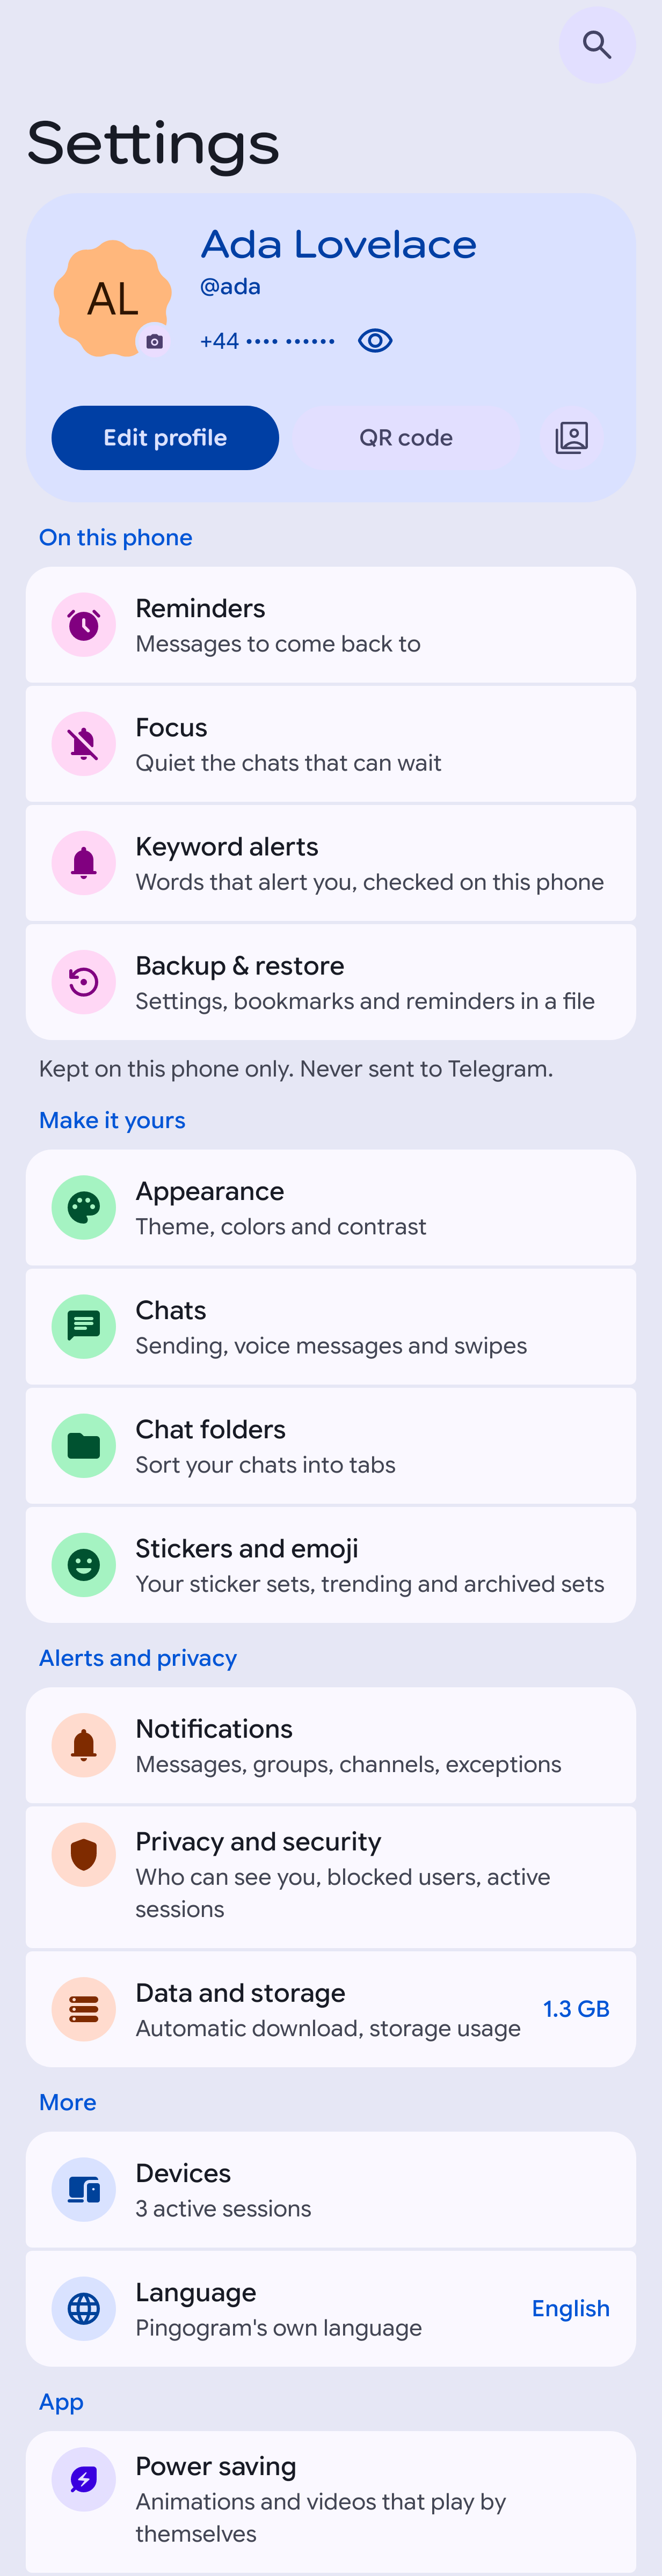 Settings
Ada Lovelace
AL
@ada
+44 •••• ••••••
Edit profile
QR code
On this phone
Reminders
Messages to come back to
Focus
Quiet the chats that can wait
Keyword alerts
Words that alert you, checked on this phone
Backup & restore
Settings, bookmarks and reminders in a file
Kept on this phone only. Never sent to Telegram.
Make it yours
Appearance
Theme, colors and contrast
Chats
Sending, voice messages and swipes
Chat folders
Sort your chats into tabs
Stickers and emoji
Your sticker sets, trending and archived sets
Alerts and privacy
Notifications
Messages, groups, channels, exceptions
Privacy and security
Who can see you, blocked users, active
sessions
Data and storage
Automatic download, storage usage
1.3 GB
More
Devices
3 active sessions
Language
Pingogram's own language
English
App
Power saving
Animations and videos that play by
themselves